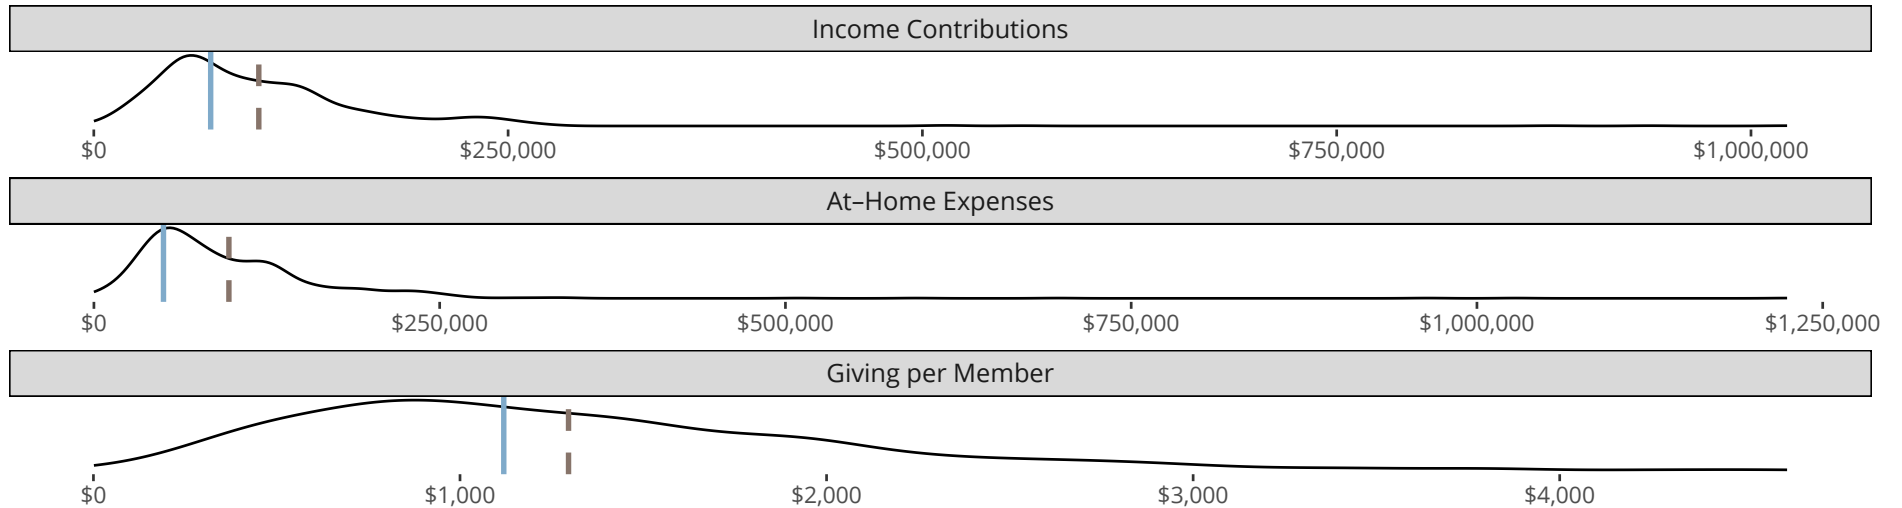 Income Contributions
$0 $250,000 $500,000 $750,000 $1,000,000
At–Home Expenses
$0 $250,000 $500,000 $750,000 $1,000,000 $1,250,000
Giving per Member
$0 $1,000 $2,000 $3,000 $4,000